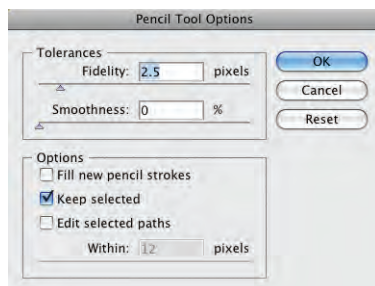 Pencil Tool Options
Tolerances
Fidelity: 2.5 pixels
Smoothness: 0 %
OK
Cancel
Reset
Options
Fill new pencil strokes
Keep selected
Edit selected paths
Within: 12 pixels